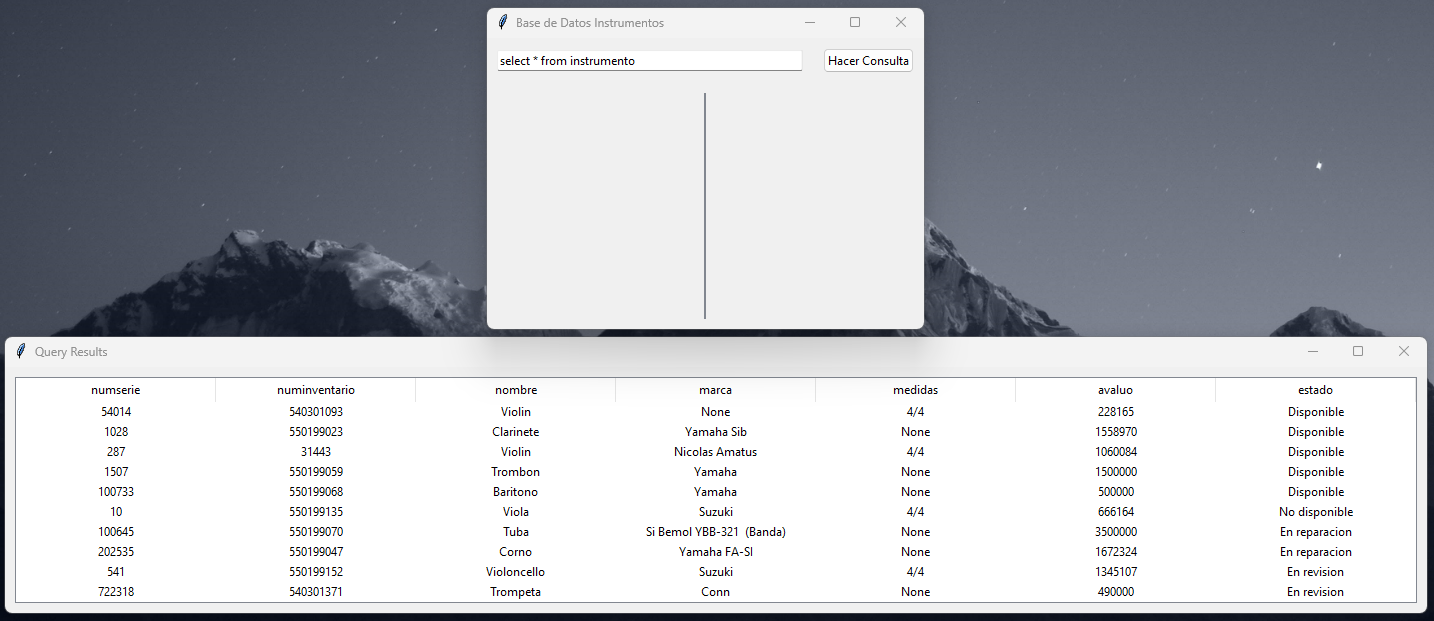 Base de Datos Instrumentos
select * from instrumento Hacer Consulta
Query Results
numserie numinventario nombre marca medidas avaluo estado
54014 540301093 Violin None 4/4 228165 Disponible
1028 550199023 Clarinete Yamaha Sib None 1558970 Disponible
287 31443 Violin Nicolas Amatus 4/4 1060084 Disponible
1507 550199059 Trombon Yamaha None 1500000 Disponible
100733 550199068 Baritono Yamaha None 500000 Disponible
10 550199135 Viola Suzuki 4/4 666164 No disponible
100645 550199070 Tuba Si Bemol YBB-321  (Banda) None 3500000 En reparacion
202535 550199047 Corno Yamaha FA-SI None 1672324 En reparacion
541 550199152 Violoncello Suzuki 4/4 1345107 En revision
722318 540301371 Trompeta Conn None 490000 En revision